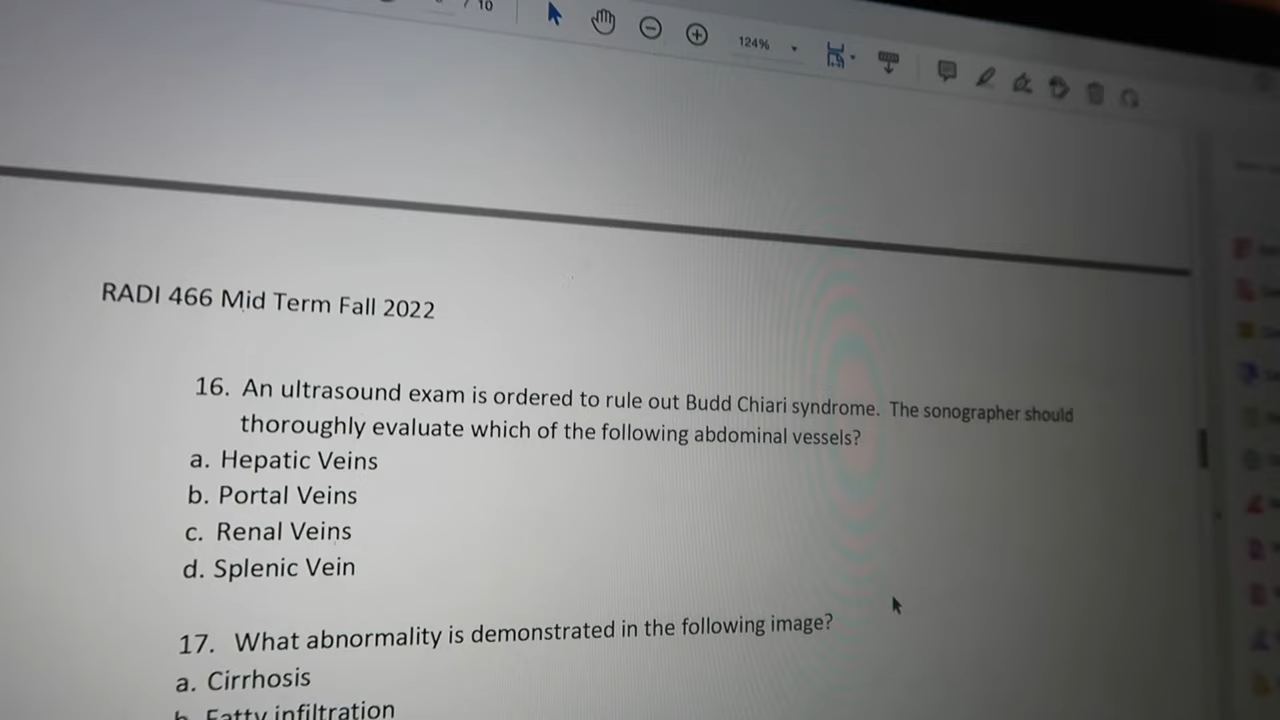 / 10
124%
RADI 466 Mid Term Fall 2022
16. An ultrasound exam is ordered to rule out Budd Chiari syndrome. The sonographer should
thoroughly evaluate which of the following abdominal vessels?
a. Hepatic Veins
b. Portal Veins
c. Renal Veins
d. Splenic Vein
17. What abnormality is demonstrated in the following image?
a. Cirrhosis
b. Fatty infiltration